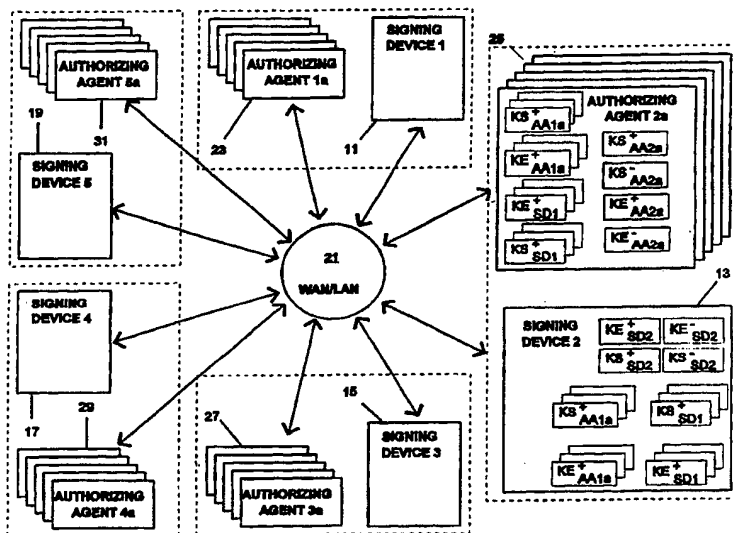 AUTHORIZING
AGENT 5a
19
31
SIGNING
DEVICE 5
AUTHORIZING
AGENT 1a
23
SIGNING
DEVICE 1
11
25
AUTHORIZING
AGENT 2a
KS+AA1a
KE+AA1a
KE+SD1
KS+SD1
KS+AA2a
KS-AA2a
KE+AA2a
KE-AA2a
21
WAN/LAN
13
SIGNING
DEVICE 2
KE+SD2
KE-SD2
KS+SD2
KS-SD2
KS+AA1a
KS+SD1
KE+AA1a
KE+SD1
SIGNING
DEVICE 4
17
29
AUTHORIZING
AGENT 4a
27
AUTHORIZING
AGENT 3a
15
SIGNING
DEVICE 3